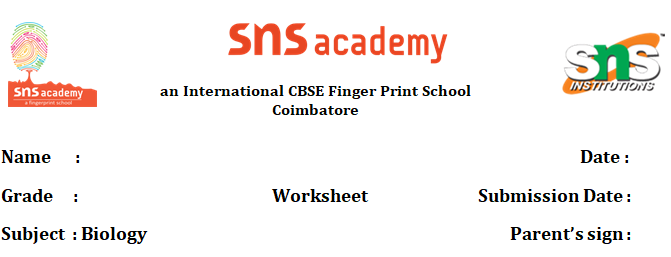 sns academy
a fingerprint school
sns academy
SNS
INSTITUTIONS
an International CBSE Finger Print School
Coimbatore
Name :
Date :
Grade :
Worksheet
Submission Date :
Subject : Biology
Parent's sign :